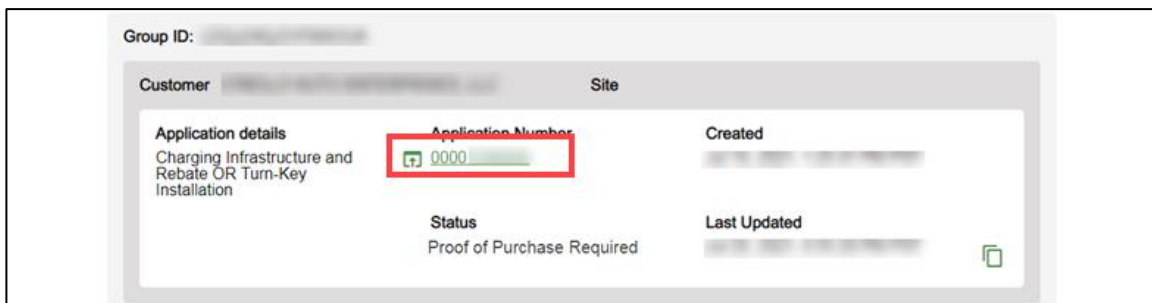 Group ID:
Customer Site
Application details Application Number Created
Charging Infrastructure and 0000
Rebate OR Turn-Key
Installation
Status Last Updated
Proof of Purchase Required